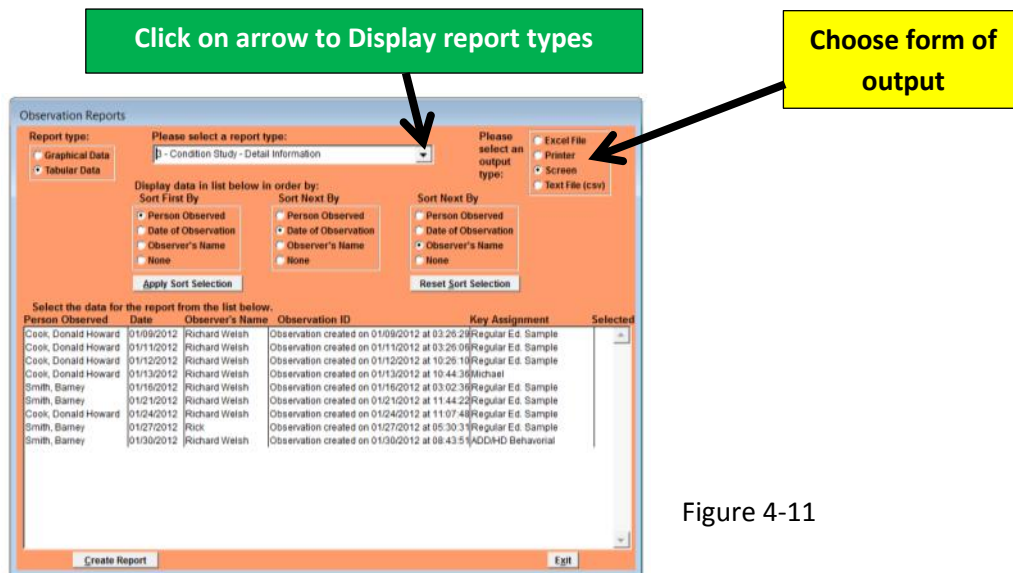 Click on arrow to Display report types
Choose form of
output
Observation Reports
Report type:
Graphical Data
Tabular Data
Please select a report type:
- Condition Study - Detail Information
Please
select an
output
type:
Excel File
Printer
Screen
Text File (csv)
Display data in list below in order by:
Sort First By
Person Observed
Date of Observation
Observer's Name
None
Sort Next By
Person Observed
Date of Observation
Observer's Name
None
Sort Next By
Person Observed
Date of Observation
Observer's Name
None
Apply Sort Selection
Reset Sort Selection
Select the data for the report from the list below.
Person Observed Date Observer's Name Observation ID Key Assignment Selected
Cook, Donald Howard 01/09/2012 Richard Welsh Observation created on 01/09/2012 at 03:26:29 Regular Ed. Sample
Cook, Donald Howard 01/11/2012 Richard Welsh Observation created on 01/11/2012 at 03:26:06 Regular Ed. Sample
Cook, Donald Howard 01/12/2012 Richard Welsh Observation created on 01/12/2012 at 10:26:10 Regular Ed. Sample
Cook, Donald Howard 01/13/2012 Richard Welsh Observation created on 01/13/2012 at 10:44:36 Michael
Smith, Barney 01/16/2012 Richard Welsh Observation created on 01/16/2012 at 03:02:36 Regular Ed. Sample
Smith, Barney 01/21/2012 Richard Welsh Observation created on 01/21/2012 at 11:44:22 Regular Ed. Sample
Cook, Donald Howard 01/24/2012 Richard Welsh Observation created on 01/24/2012 at 11:07:48 Regular Ed. Sample
Smith, Barney 01/27/2012 Rick Observation created on 01/27/2012 at 05:30:31 Regular Ed. Sample
Smith, Barney 01/30/2012 Richard Welsh Observation created on 01/30/2012 at 08:43:51 ADD/HD Behavorial
Create Report
Exit
Figure 4-11